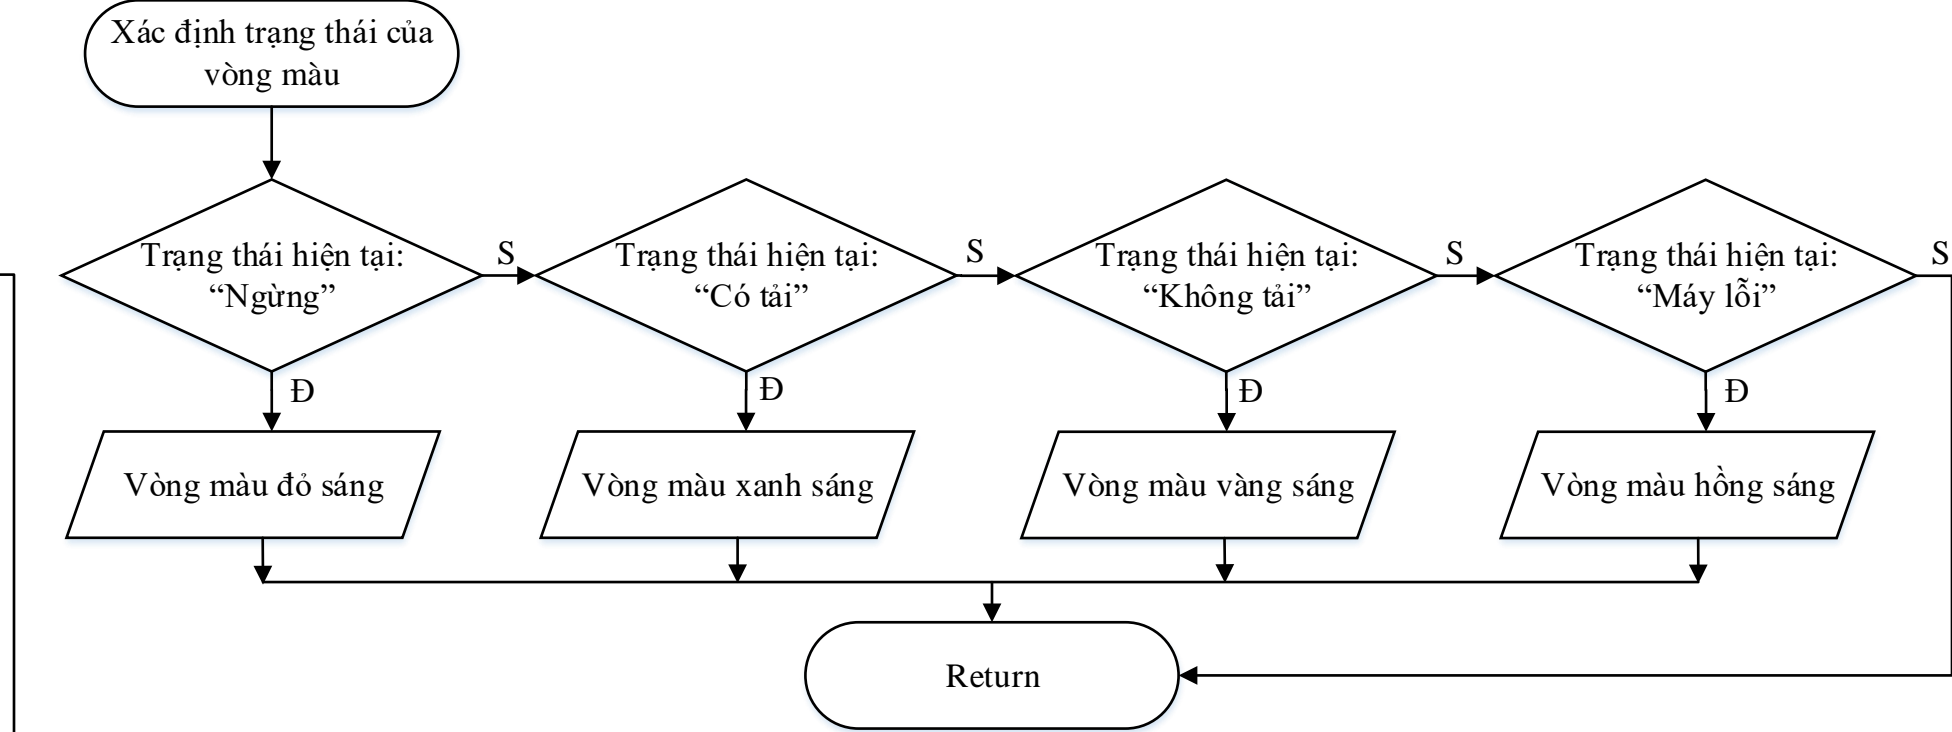 Xác định trạng thái của
vòng màu
Trạng thái hiện tại:
“Ngừng”
S
Trạng thái hiện tại:
“Có tải”
S
Trạng thái hiện tại:
“Không tải”
S
Trạng thái hiện tại:
“Máy lỗi”
S
Đ
Đ
Đ
Đ
Vòng màu đỏ sáng
Vòng màu xanh sáng
Vòng màu vàng sáng
Vòng màu hồng sáng
Return